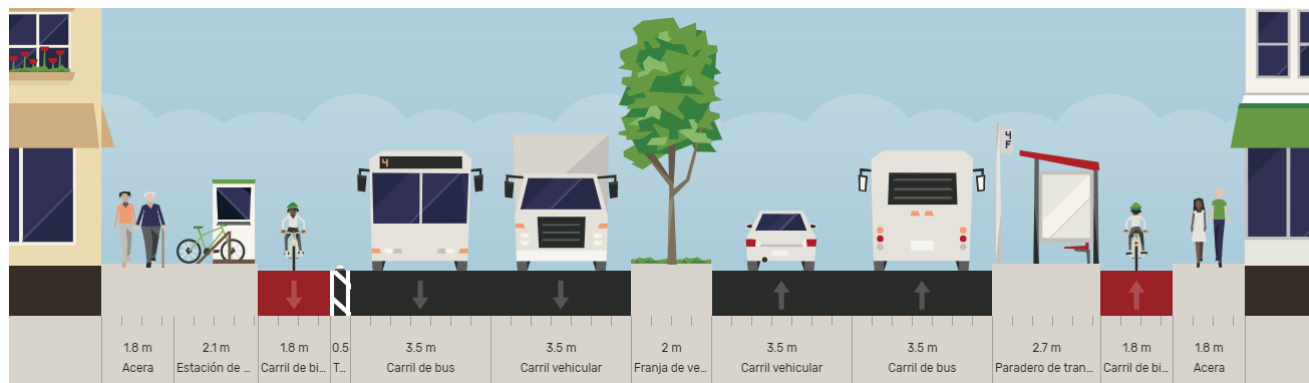 4
4
F
1.8 m
Acera
2.1 m
Estación de ...
1.8 m
Carril de bi...
0.5
T...
3.5 m
Carril de bus
3.5 m
Carril vehicular
2 m
Franja de ve...
3.5 m
Carril vehicular
3.5 m
Carril de bus
2.7 m
Paradero de tran...
1.8 m
Carril de bi...
1.8 m
Acera